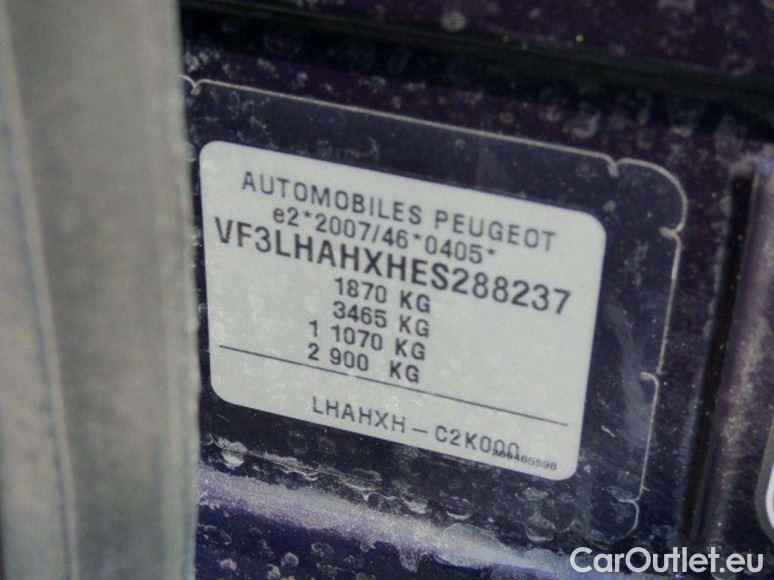 AUTOMOBILES PEUGEOT
e2*2007/46*0405*
VF3LHAHXHES288237
1870 KG
3465 KG
1 1070 KG
2 900 KG
LHAHXH - C2K000
CarOutlet.eu